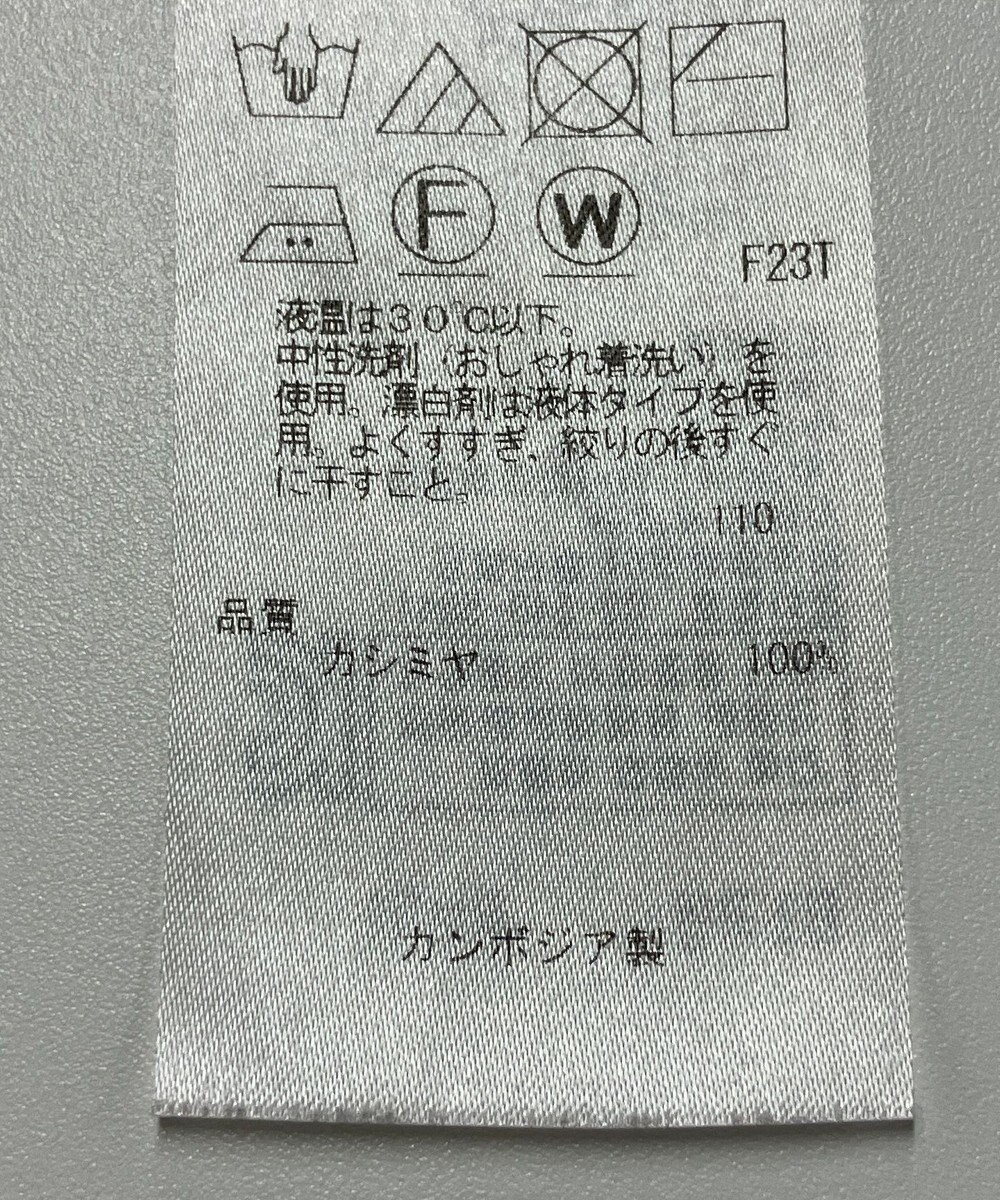 F W
F23T
液温は30℃以下。
中性洗剤（おしゃれ着洗い）を
使用。漂白剤は液体タイプを使
用。よくすすぎ、絞りの後すぐ
に干すこと。
110
品質
カシミヤ 100%
カンボジア製